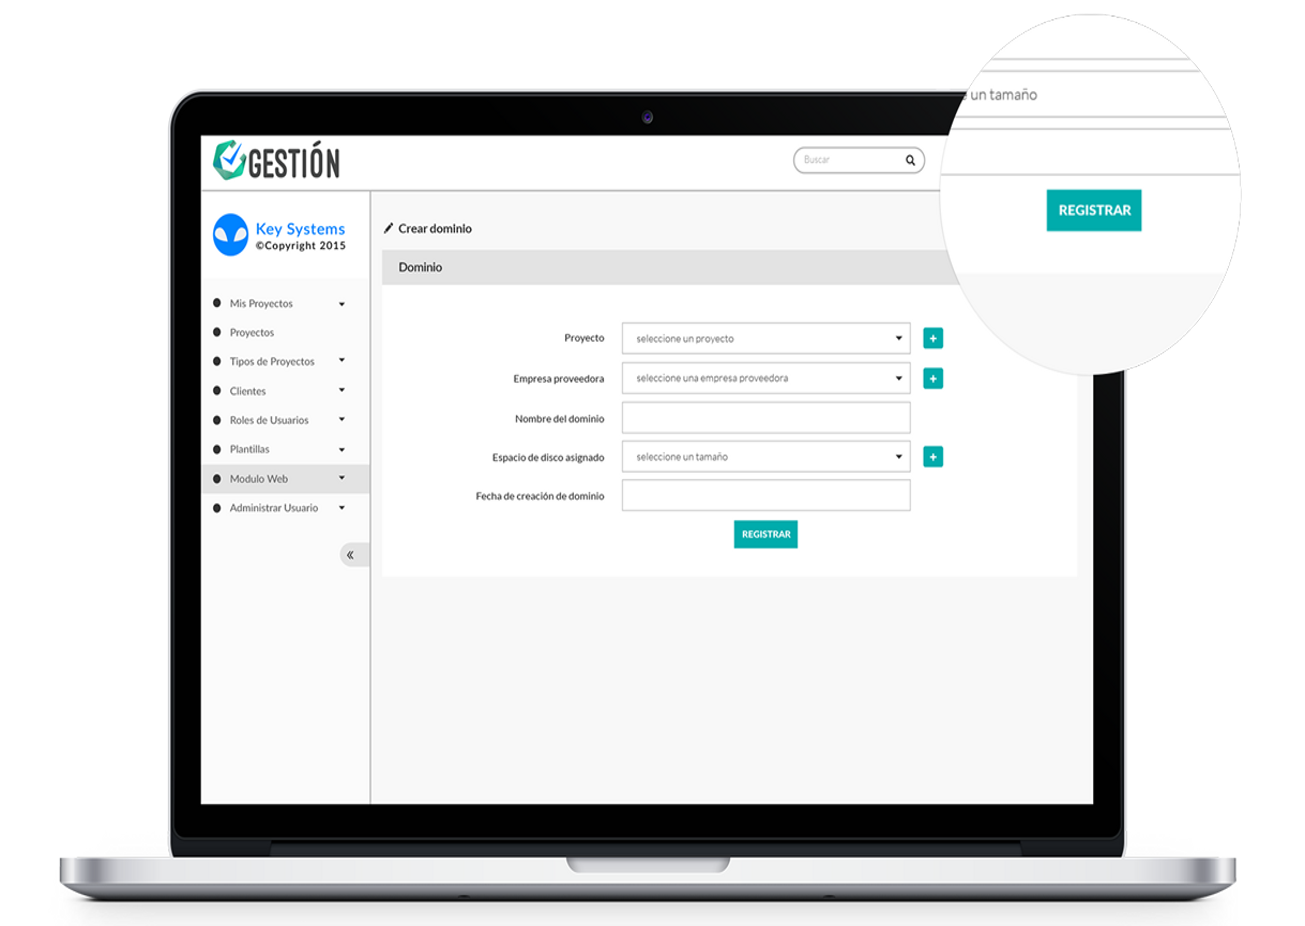 GESTIÓN
Buscar
un tamaño
REGISTRAR
Key Systems
©Copyright 2015
Mis Proyectos
Proyectos
Tipos de Proyectos
Clientes
Roles de Usuarios
Plantillas
Modulo Web
Administrar Usuario
«
Crear dominio
Dominio
Proyecto seleccione un proyecto +
Empresa proveedora seleccione una empresa proveedora +
Nombre del dominio
Espacio de disco asignado seleccione un tamaño +
Fecha de creación de dominio
REGISTRAR